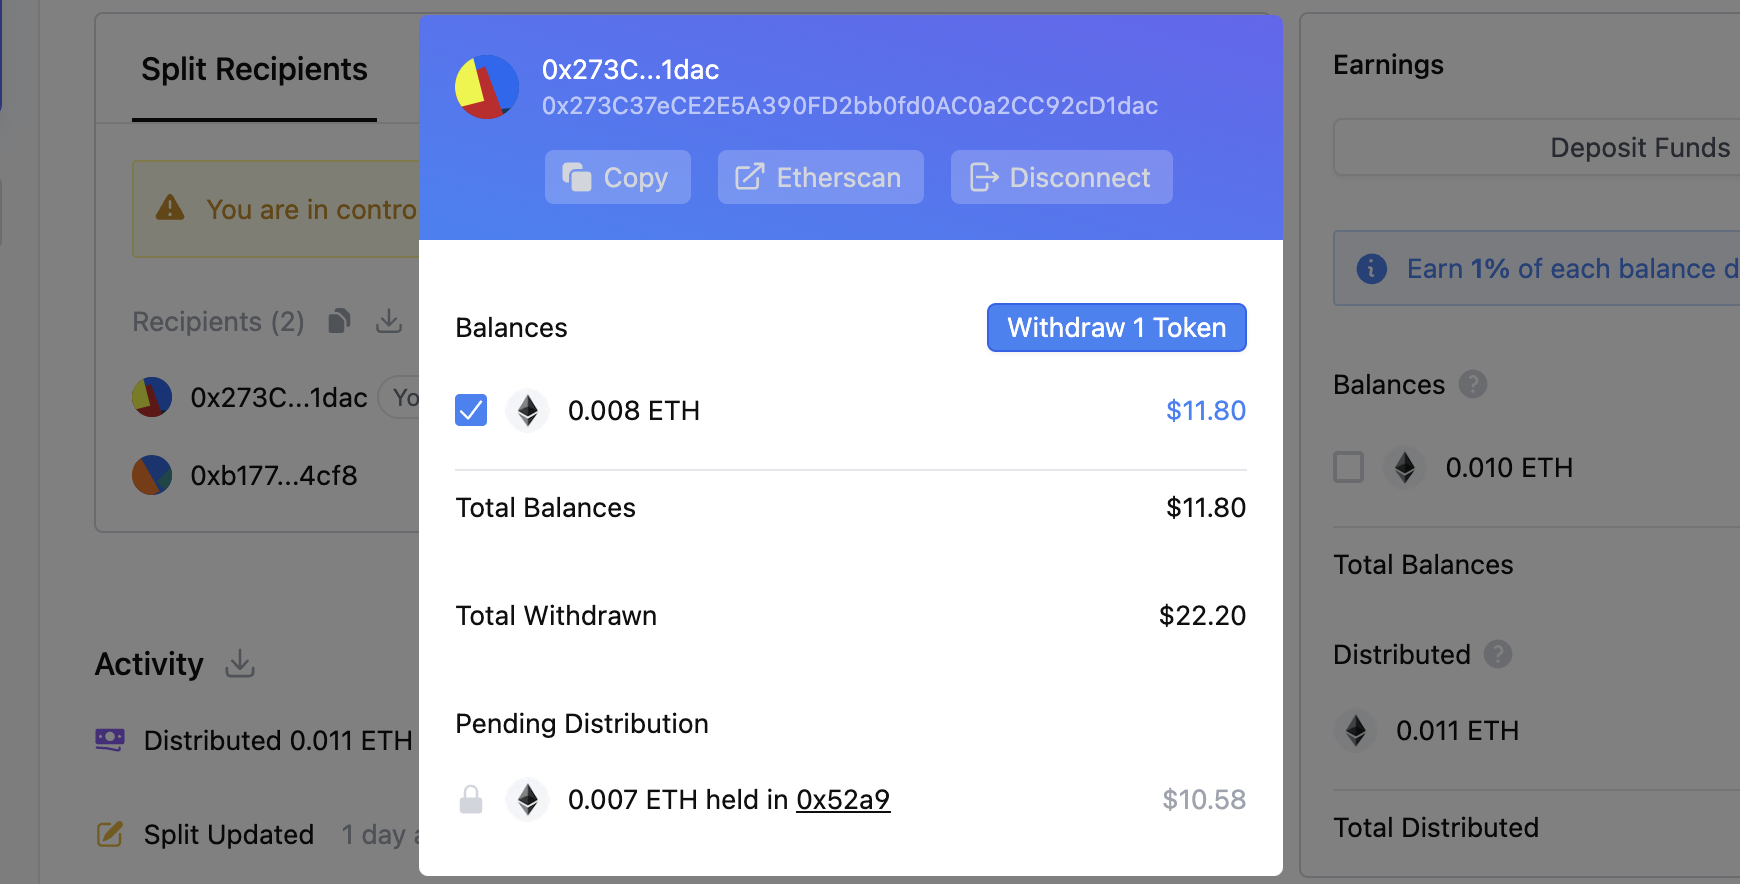 Split Recipients
You are in contro
Recipients (2)
0x273C...1dac Yo
0xb177...4cf8
Activity
Distributed 0.011 ETH
Split Updated 1 day a
0x273C...1dac
0x273C37eCE2E5A390FD2bb0fd0AC0a2CC92cD1dac
Copy Etherscan Disconnect
Balances Withdraw 1 Token
0.008 ETH $11.80
Total Balances $11.80
Total Withdrawn $22.20
Pending Distribution
0.007 ETH held in 0x52a9 $10.58
Earnings
Deposit Funds
Earn 1% of each balance d
Balances ?
0.010 ETH
Total Balances
Distributed ?
0.011 ETH
Total Distributed